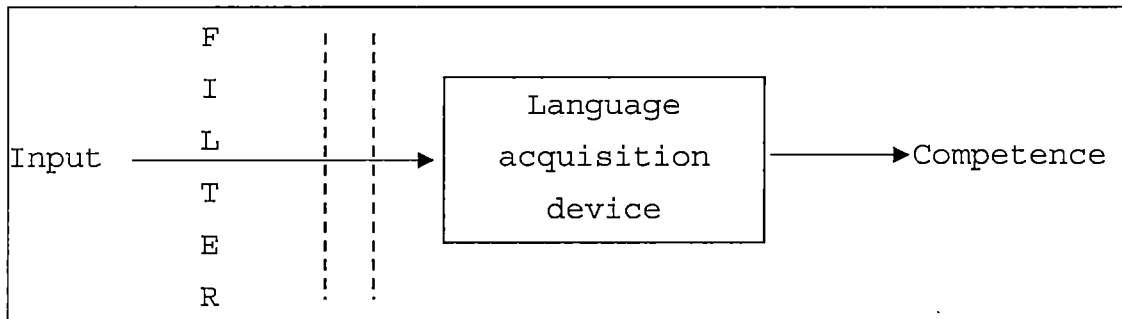 F
I
L
T
E
R
Input
Language
acquisition
device
Competence